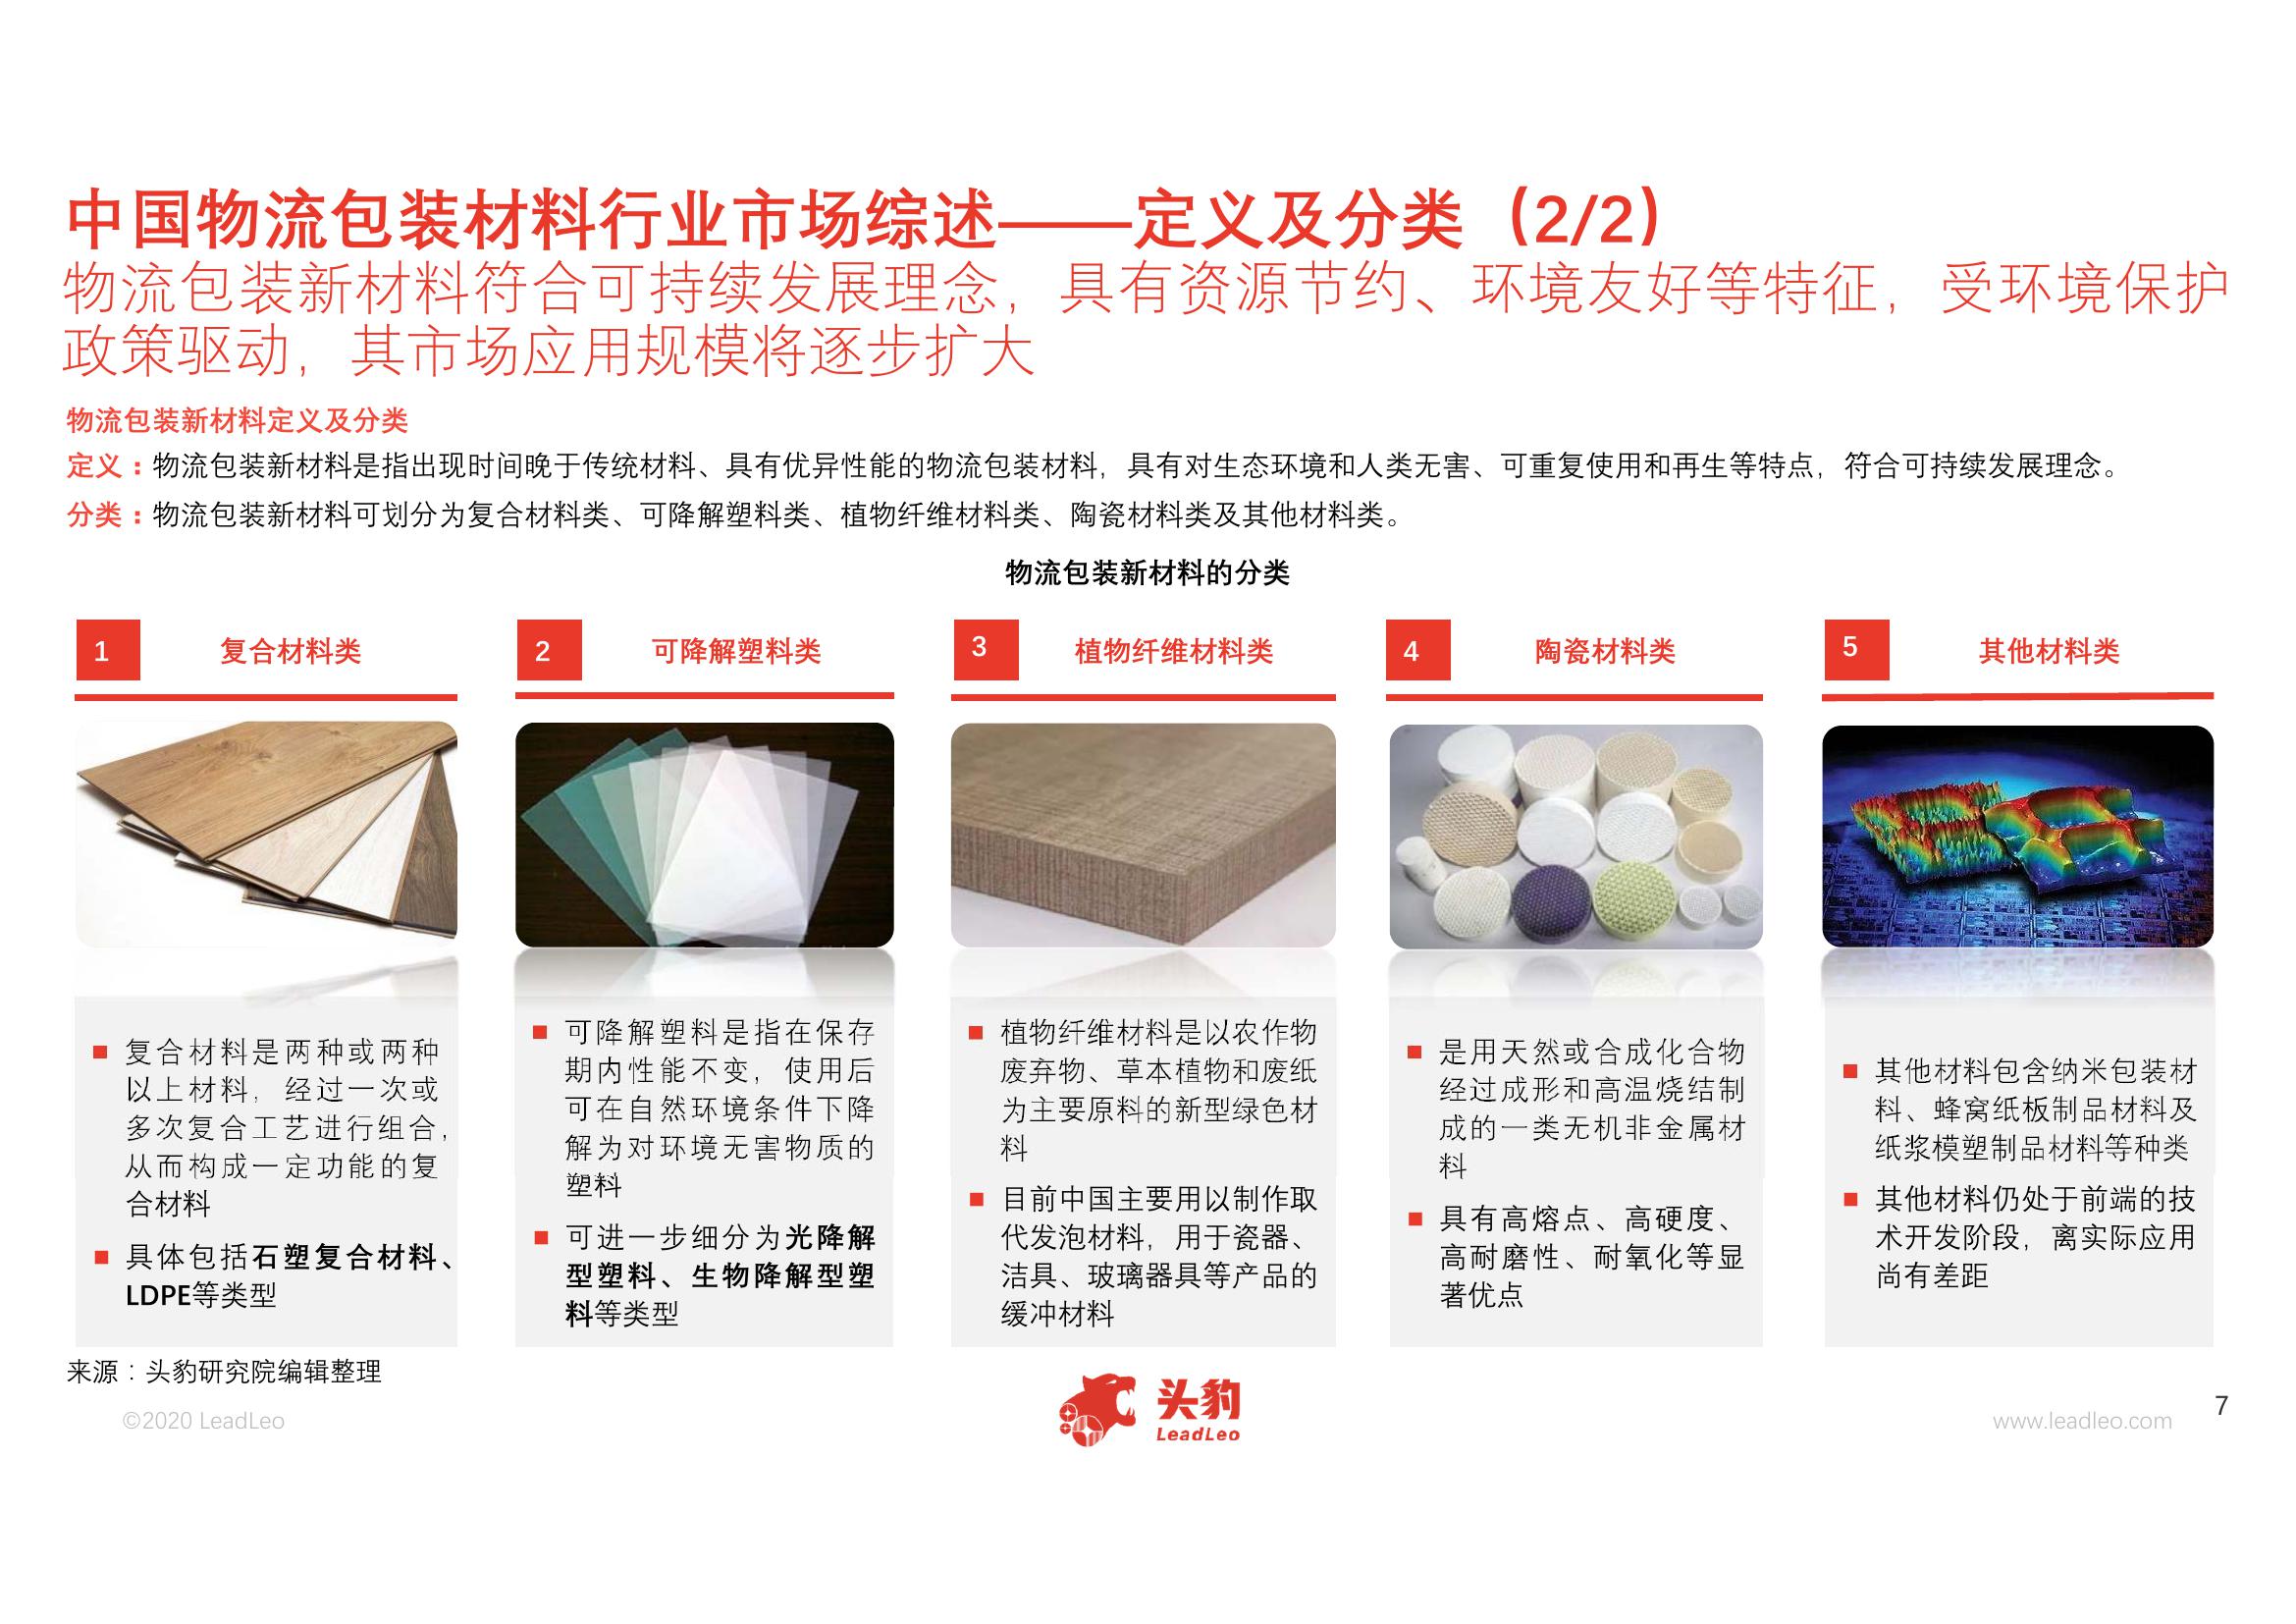 中国物流包装材料行业市场综述——定义及分类（2/2）
物流包装新材料符合可持续发展理念，具有资源节约、环境友好等特征，受环境保护
政策驱动，其市场应用规模将逐步扩大
物流包装新材料定义及分类
定义：物流包装新材料是指出现时间晚于传统材料、具有优异性能的物流包装材料，具有对生态环境和人类无害、可重复使用和再生等特点，符合可持续发展理念。
分类：物流包装新材料可划分为复合材料类、可降解塑料类、植物纤维材料类、陶瓷材料类及其他材料类。
物流包装新材料的分类
1 复合材料类
■ 复合材料是两种或两种
以上材料，经过一次或
多次复合工艺进行组合，
从而构成一定功能的复
合材料
■ 具体包括石塑复合材料、
LDPE等类型
2 可降解塑料类
■ 可降解塑料是指在保存
期内性能不变，使用后
可在自然环境条件下降
解为对环境无害物质的
塑料
■ 可进一步细分为光降解
型塑料、生物降解型塑
料等类型
3 植物纤维材料类
■ 植物纤维材料是以农作物
废弃物、草本植物和废纸
为主要原料的新型绿色材
料
■ 目前中国主要用以制作取
代发泡材料，用于瓷器、
洁具、玻璃器具等产品的
缓冲材料
4 陶瓷材料类
■ 是用天然或合成化合物
经过成形和高温烧结制
成的一类无机非金属材
料
■ 具有高熔点、高硬度、
高耐磨性、耐氧化等显
著优点
5 其他材料类
■ 其他材料包含纳米包装材
料、蜂窝纸板制品材料及
纸浆模塑制品材料等种类
■ 其他材料仍处于前端的技
术开发阶段，离实际应用
尚有差距
来源：头豹研究院编辑整理
©2020 LeadLeo
头豹
LeadLeo
www.leadleo.com
7